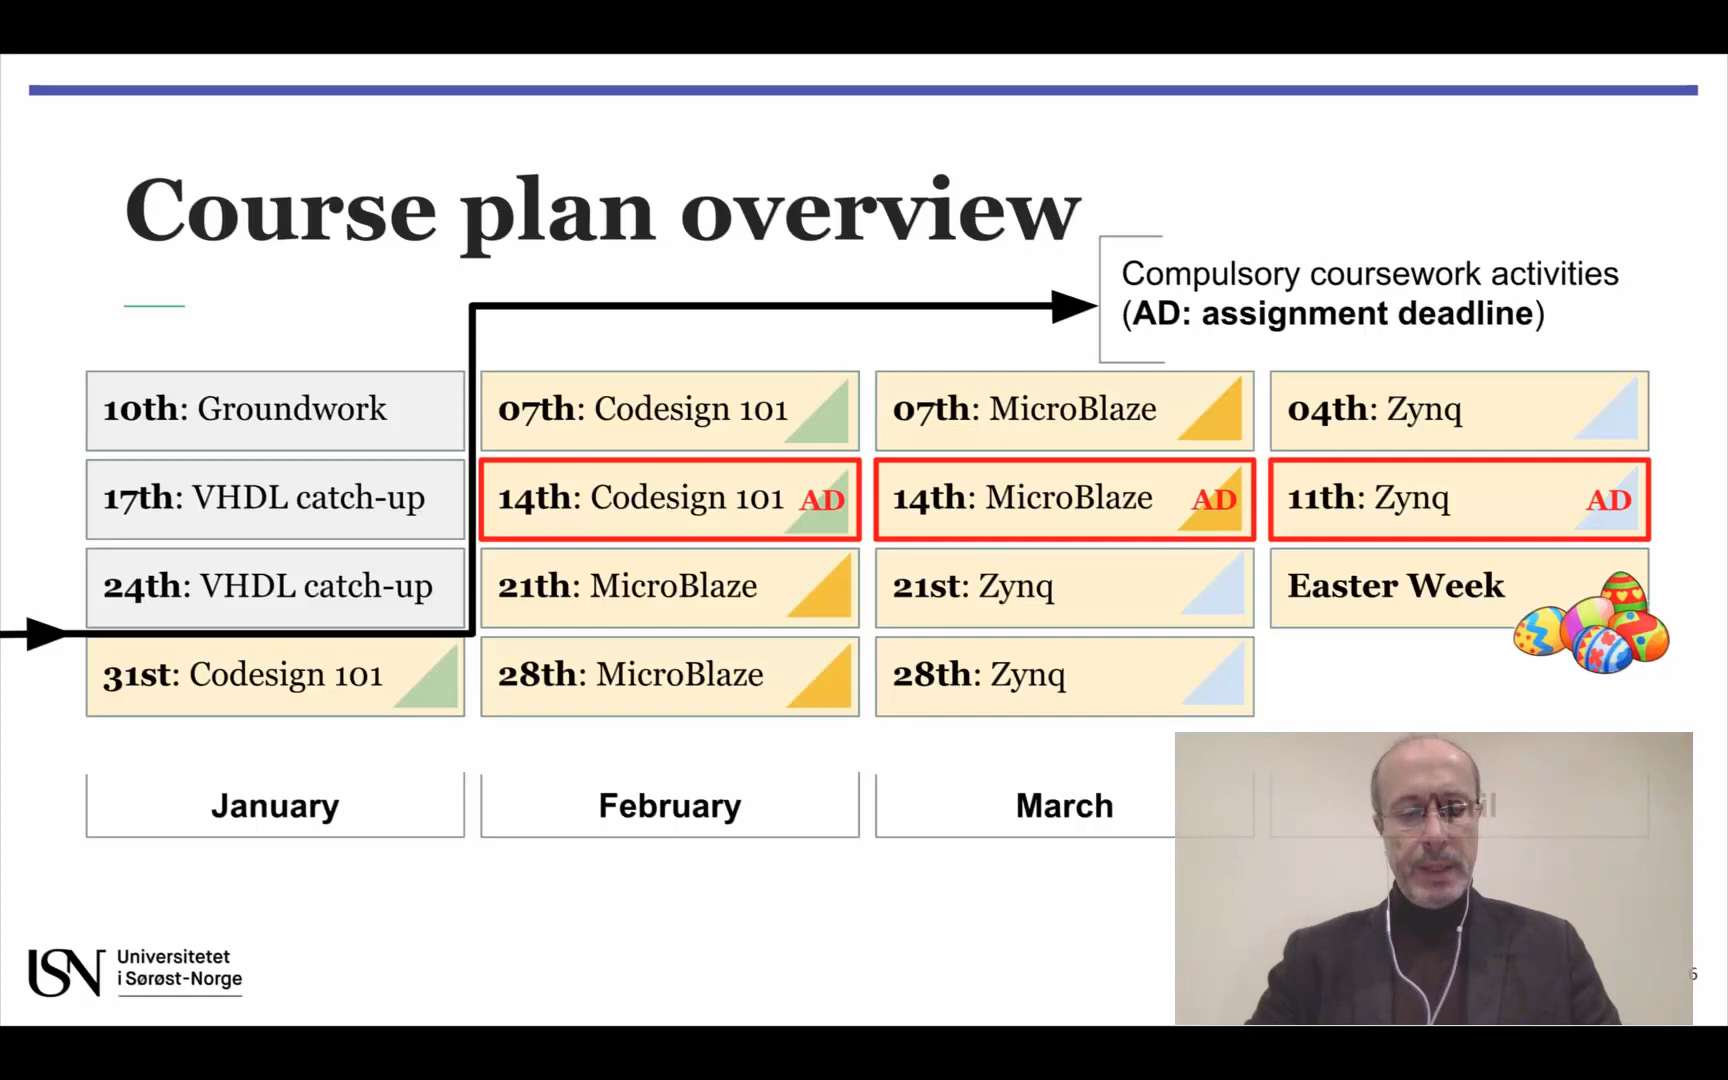 Course plan overview
Compulsory coursework activities
(AD: assignment deadline)
10th: Groundwork
17th: VHDL catch-up
24th: VHDL catch-up
31st: Codesign 101
07th: Codesign 101
14th: Codesign 101 AD
21th: MicroBlaze
28th: MicroBlaze
07th: MicroBlaze
14th: MicroBlaze AD
21st: Zynq
28th: Zynq
04th: Zynq
11th: Zynq AD
Easter Week
January
February
March
USN
Universitetet
i Sørøst-Norge
6